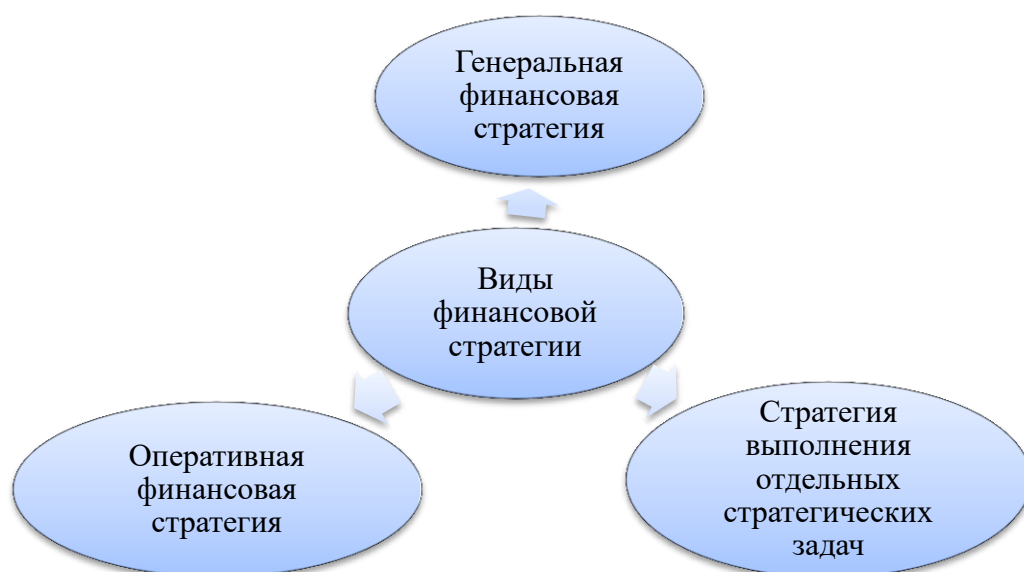 Генеральная
финансовая
стратегия
Виды
финансовой
стратегии
Оперативная
финансовая
стратегия
Стратегия
выполнения
отдельных
стратегических
задач